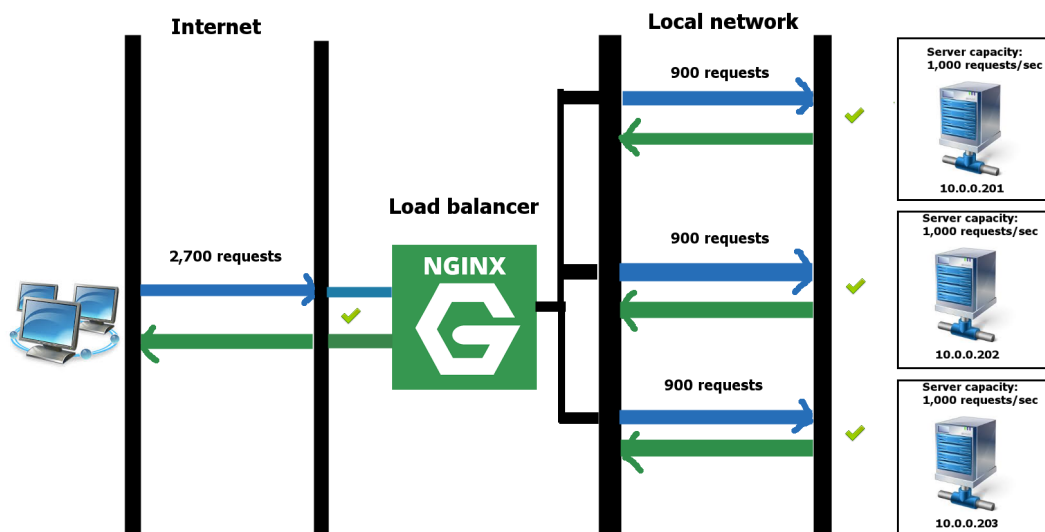 Internet
Local network
Server capacity:
1,000 requests/sec
900 requests
10.0.0.201
Load balancer
Server capacity:
1,000 requests/sec
900 requests
2,700 requests
NGINX
10.0.0.202
900 requests
Server capacity:
1,000 requests/sec
10.0.0.203